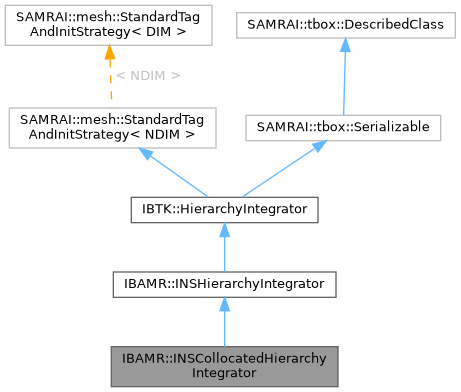 SAMRAI::mesh::StandardTag
AndInitStrategy< DIM >
SAMRAI::tbox::DescribedClass
< NDIM >
SAMRAI::mesh::StandardTag
AndInitStrategy< NDIM >
SAMRAI::tbox::Serializable
IBTK::HierarchyIntegrator
IBAMR::INSHierarchyIntegrator
IBAMR::INSCollocatedHierarchy
Integrator